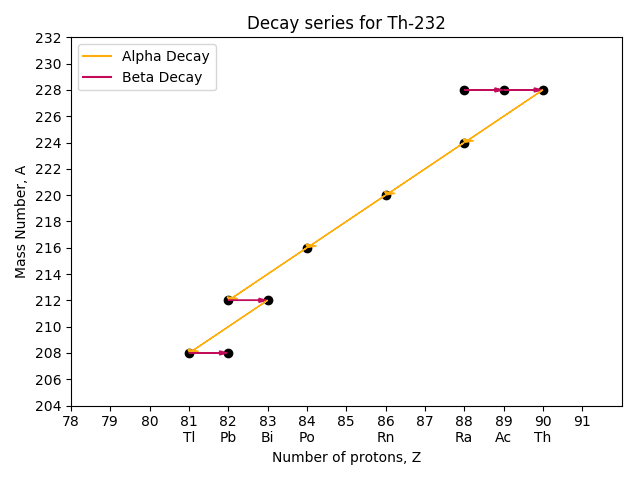 Decay series for Th-232
Alpha Decay
Beta Decay
Mass Number, A
232
230
228
226
224
222
220
218
216
214
212
210
208
206
204
78 79 80 81 82 83 84 85 86 87 88 89 90 91
Tl Pb Bi Po Rn Ra Ac Th
Number of protons, Z